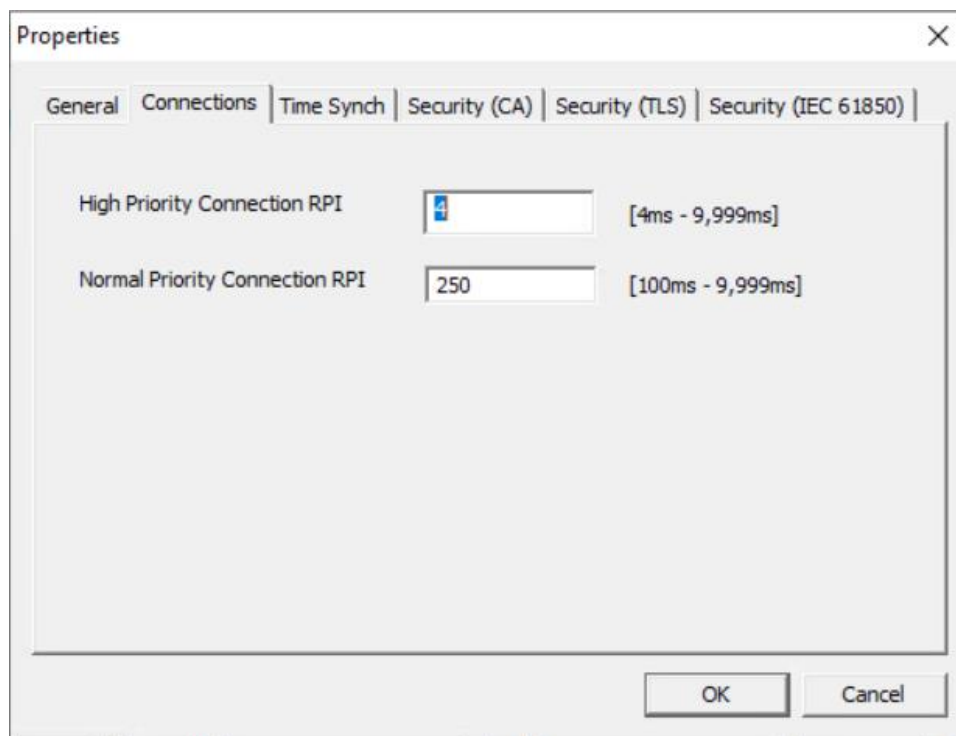 Properties
General Connections Time Synch Security (CA) Security (TLS) Security (IEC 61850)
High Priority Connection RPI 4 [4ms - 9,999ms]
Normal Priority Connection RPI 250 [100ms - 9,999ms]
OK Cancel